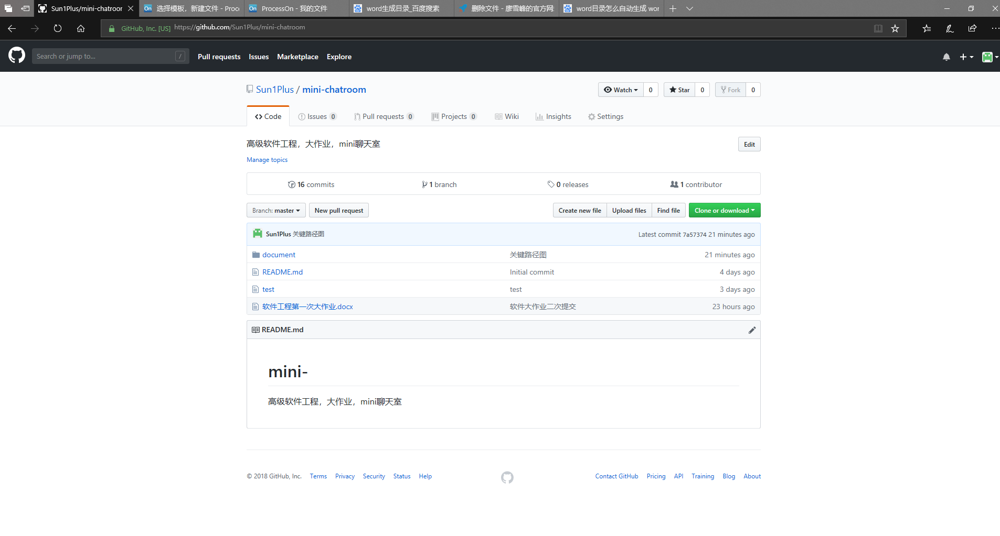 Sun1Plus/mini-chatroor
选择模板，新建文件 - Proc
ProcessOn - 我的文件
word生成目录_百度搜索
删除文件 - 廖雪峰的官方网
word目录怎么自动生成 wor
GitHub, Inc. [US] https://github.com/Sun1Plus/mini-chatroom
Search or jump to... / Pull requests Issues Marketplace Explore
Sun1Plus / mini-chatroom Watch 0 Star 0 Fork 0
Code Issues 0 Pull requests 0 Projects 0 Wiki Insights Settings
高级软件工程，大作业，mini聊天室 Edit
Manage topics
16 commits 1 branch 0 releases 1 contributor
Branch: master New pull request Create new file Upload files Find file Clone or download
Sun1Plus 关键路径图 Latest commit 7a57374 21 minutes ago
document 关键路径图 21 minutes ago
README.md Initial commit 4 days ago
test test 3 days ago
软件工程第一次大作业.docx 软件大作业二次提交 23 hours ago
README.md
mini-
高级软件工程，大作业，mini聊天室
© 2018 GitHub, Inc. Terms Privacy Security Status Help Contact GitHub Pricing API Training Blog About